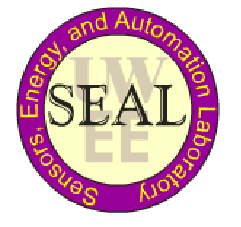 Sensors, Energy, and Automation Laboratory
UW
SEAL
EE